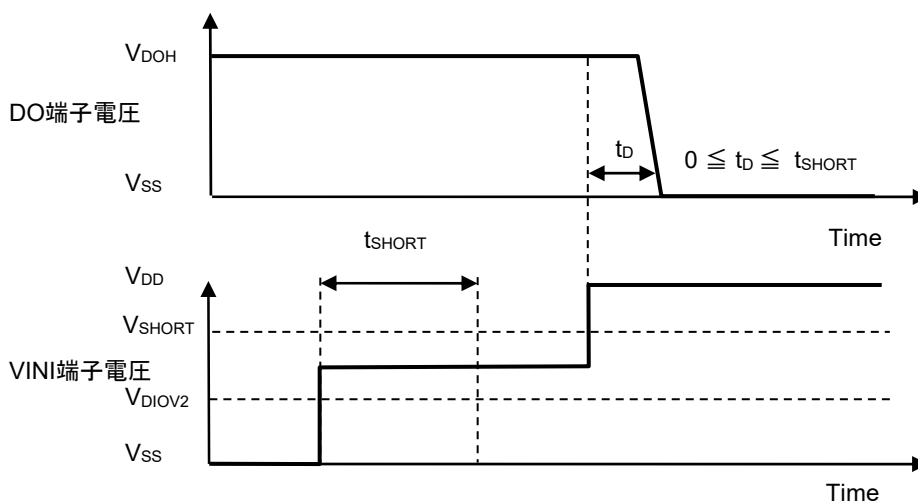 VDOH
DO端子電圧
tD
0 ≦ tD ≦ tSHORT
VSS
Time
tSHORT
VDD
VSHORT
VINI端子電圧
VDIOV2
VSS
Time